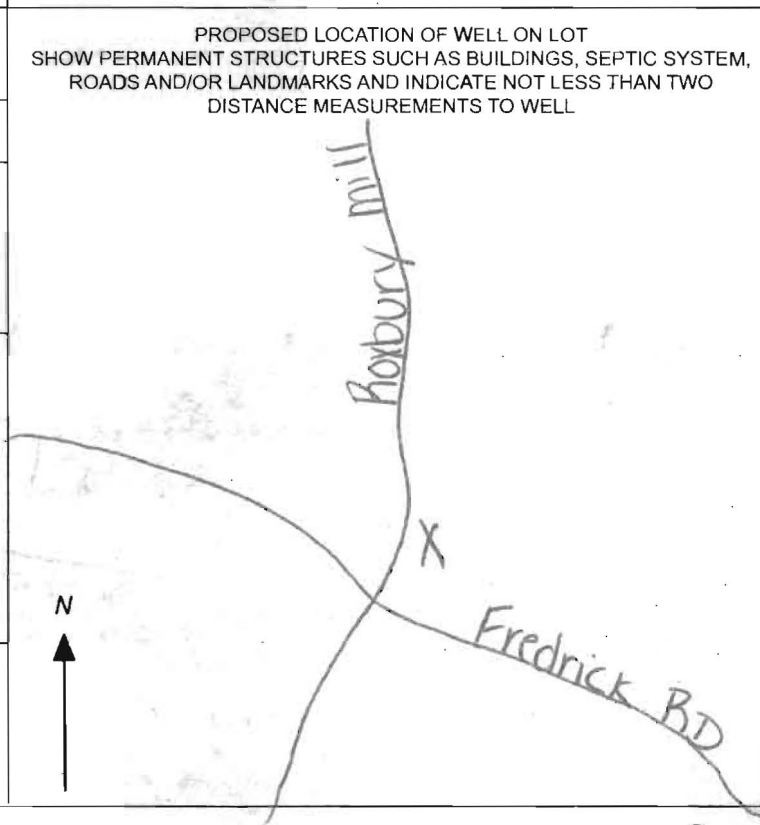 PROPOSED LOCATION OF WELL ON LOT
SHOW PERMANENT STRUCTURES SUCH AS BUILDINGS, SEPTIC SYSTEM,
ROADS AND/OR LANDMARKS AND INDICATE NOT LESS THAN TWO
DISTANCE MEASUREMENTS TO WELL
Roxbury mill
X
N
Fredrick RD